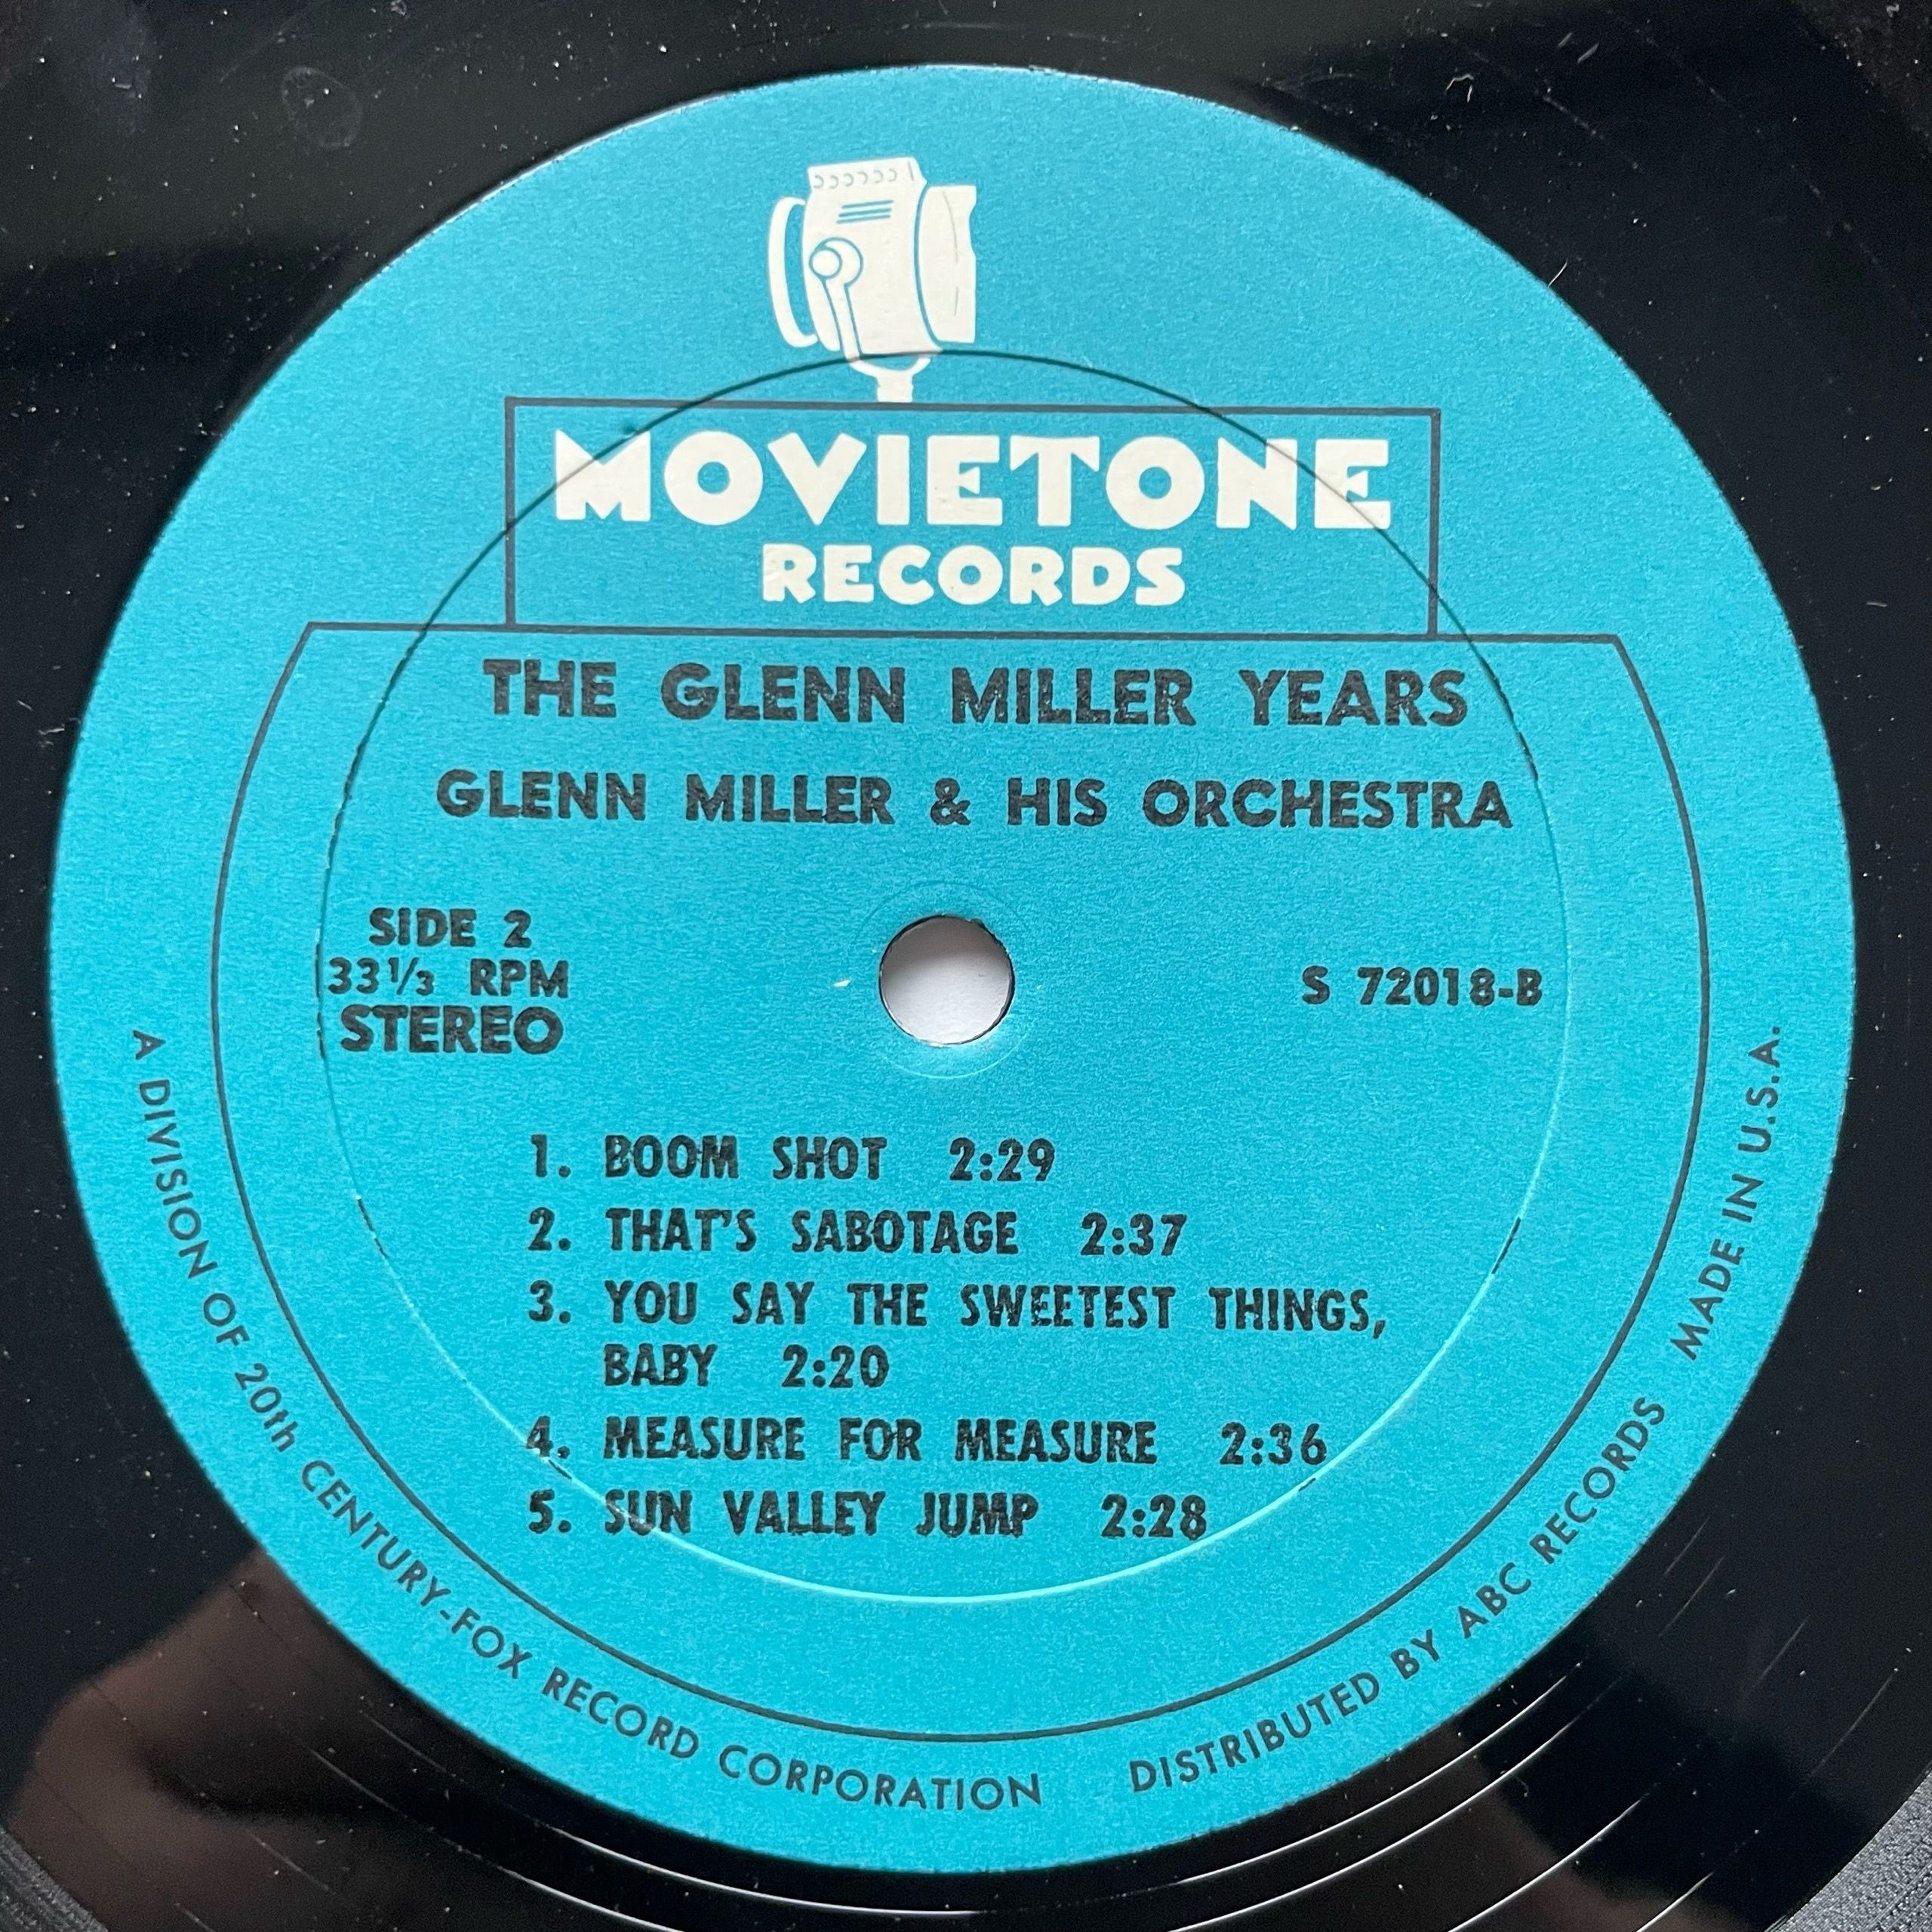 MOVIETONE
RECORDS
THE GLENN MILLER YEARS
GLENN MILLER & HIS ORCHESTRA
SIDE 2
33 1/3 RPM
STEREO
S 72018-B
1. BOOM SHOT 2:29
2. THAT'S SABOTAGE 2:37
3. YOU SAY THE SWEETEST THINGS,
BABY 2:20
4. MEASURE FOR MEASURE 2:36
5. SUN VALLEY JUMP 2:28
A DIVISION OF 20th CENTURY-FOX RECORD CORPORATION DISTRIBUTED BY ABC RECORDS MADE IN U.S.A.